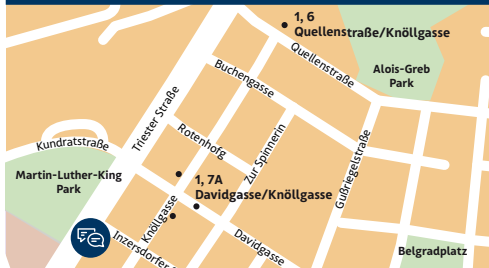 1, 6
Quellenstraße/Knöllgasse
Quellenstraße
Alois-Greb
Park
Buchengasse
Triester Straße
Rotenhofg
Kundratstraße
Zur Spinnerin
Gußriegelstraße
Martin-Luther-King
Park
1, 7A
Davidgasse/Knöllgasse
Knöllgasse
Inzersdorfer
Davidgasse
Belgradplatz